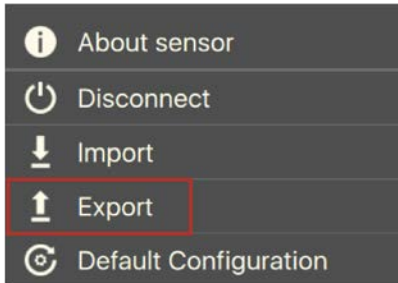 About sensor
Disconnect
Import
Export
Default Configuration